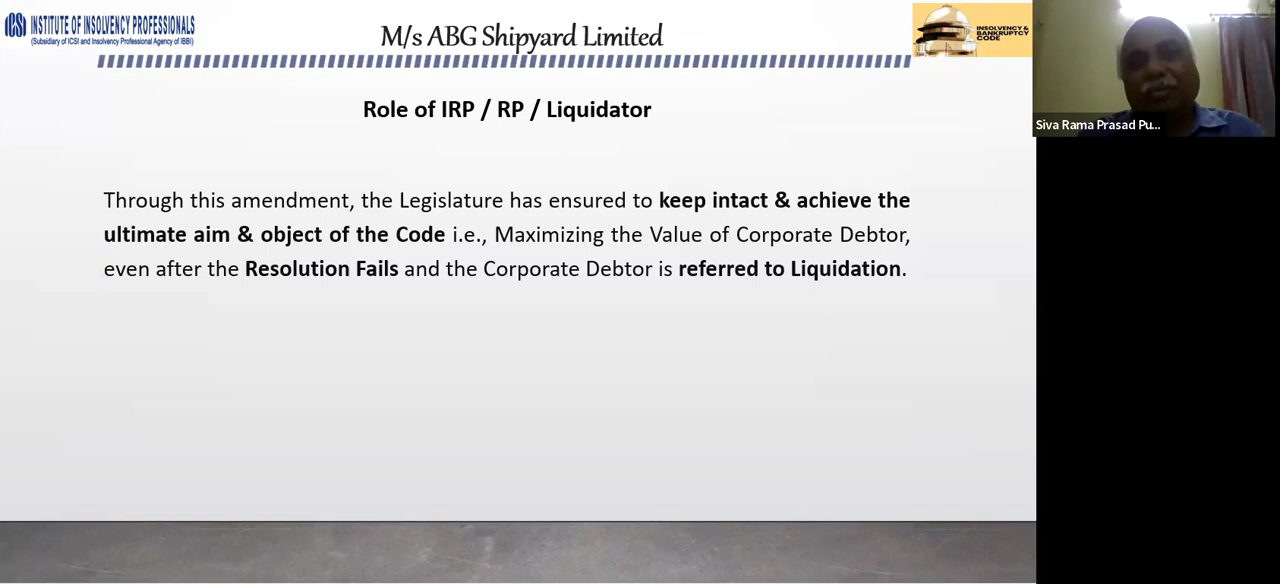 ICSI INSTITUTE OF INSOLVENCY PROFESSIONALS
(Subsidiary of ICSI and Insolvency Professional Agency of IBBI)
M/s ABG Shipyard Limited
INSOLVENCY &
BANKRUPTCY
CODE
Siva Rama Prasad Pu...
Role of IRP / RP / Liquidator
Through this amendment, the Legislature has ensured to keep intact & achieve the
ultimate aim & object of the Code i.e., Maximizing the Value of Corporate Debtor,
even after the Resolution Fails and the Corporate Debtor is referred to Liquidation.